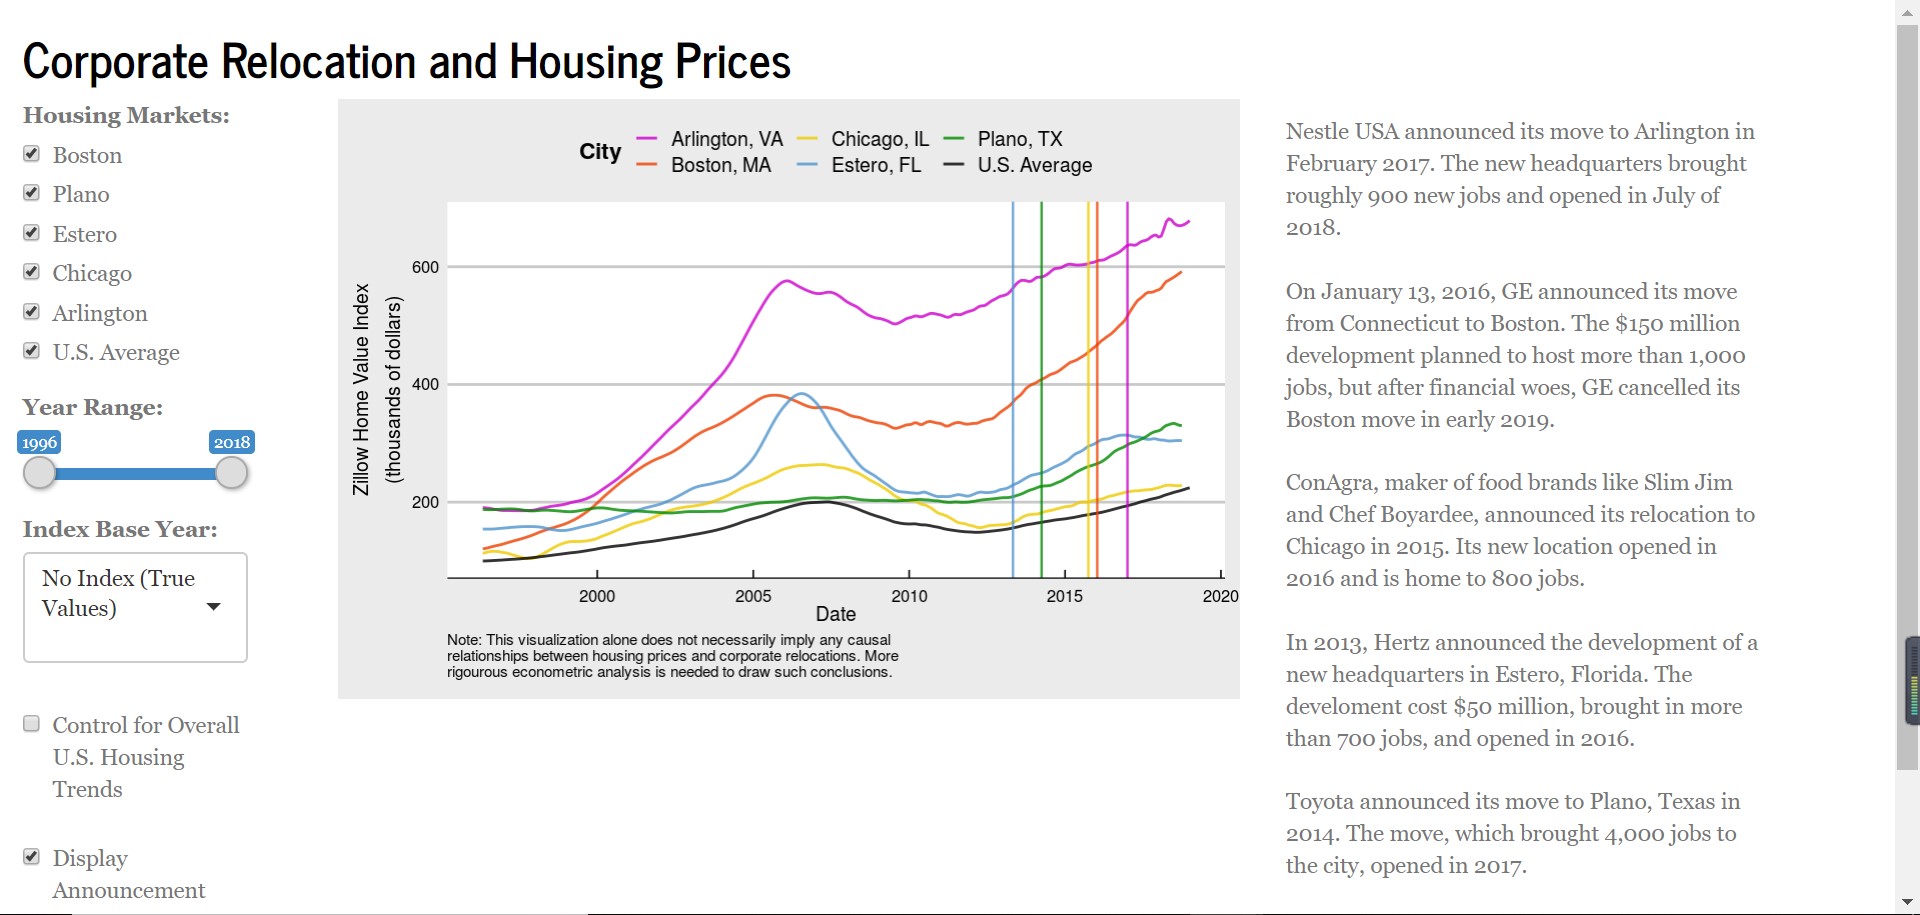 Corporate Relocation and Housing Prices
Housing Markets:
Boston
Plano
Estero
Chicago
Arlington
U.S. Average
Year Range:
1996 2018
Index Base Year:
No Index (True
Values)
Control for Overall
U.S. Housing
Trends
Display
Announcement
City
Arlington, VA Chicago, IL Plano, TX
Boston, MA Estero, FL U.S. Average
Zillow Home Value Index
(thousands of dollars)
600
400
200
2000 2005 2010 2015 2020
Date
Note: This visualization alone does not necessarily imply any causal
relationships between housing prices and corporate relocations. More
rigourous econometric analysis is needed to draw such conclusions.
Nestle USA announced its move to Arlington in
February 2017. The new headquarters brought
roughly 900 new jobs and opened in July of
2018.
On January 13, 2016, GE announced its move
from Connecticut to Boston. The $150 million
development planned to host more than 1,000
jobs, but after financial woes, GE cancelled its
Boston move in early 2019.
ConAgra, maker of food brands like Slim Jim
and Chef Boyardee, announced its relocation to
Chicago in 2015. Its new location opened in
2016 and is home to 800 jobs.
In 2013, Hertz announced the development of a
new headquarters in Estero, Florida. The
develoment cost $50 million, brought in more
than 700 jobs, and opened in 2016.
Toyota announced its move to Plano, Texas in
2014. The move, which brought 4,000 jobs to
the city, opened in 2017.